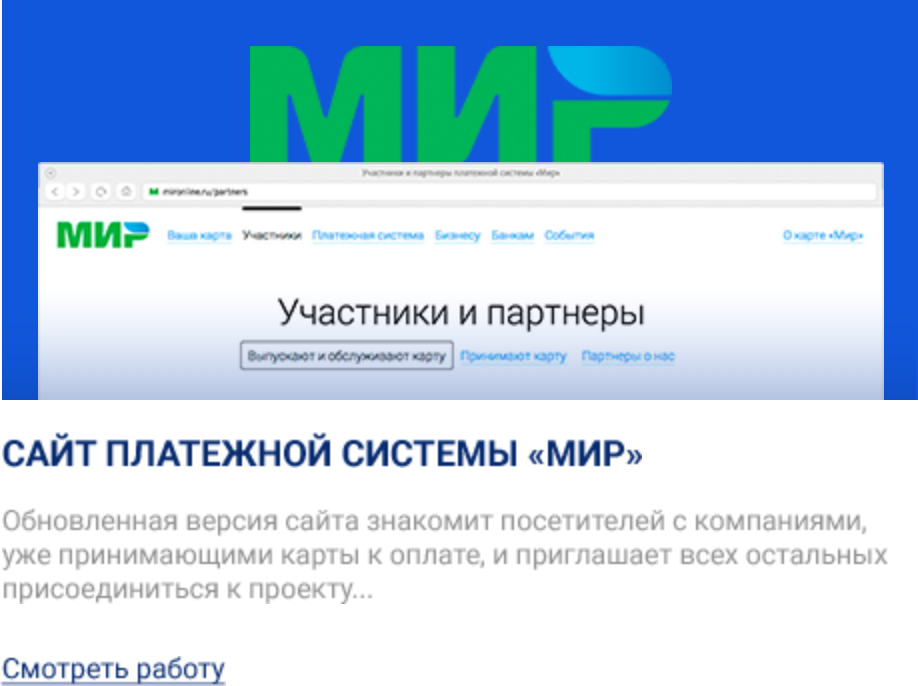 МИР
Участники и партнеры платежной системы «Мир»
mironline.ru/partners
МИР Ваша карта Участники Платежная система Бизнесу Банкам События О карте «Мир»
Участники и партнеры
Выпускают и обслуживают карту Принимают карту Партнеры о нас
САЙТ ПЛАТЕЖНОЙ СИСТЕМЫ «МИР»
Обновленная версия сайта знакомит посетителей с компаниями,
уже принимающими карты к оплате, и приглашает всех остальных
присоединиться к проекту...
Смотреть работу